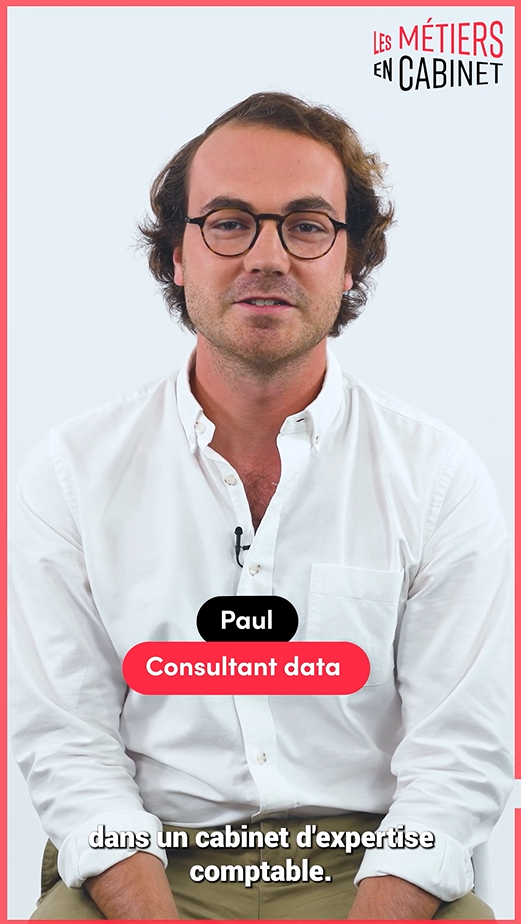 LES MÉTIERS
EN CABINET
Paul
Consultant data
dans un cabinet d'expertise
comptable.